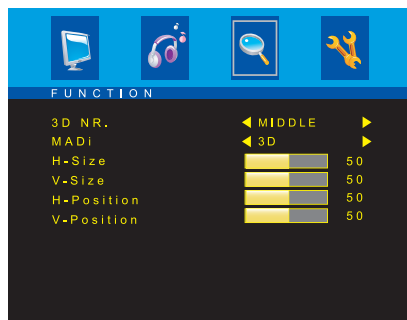 FUNCTION
3D NR. MIDDLE
MADi 3D
H-Size 50
V-Size 50
H-Position 50
V-Position 50